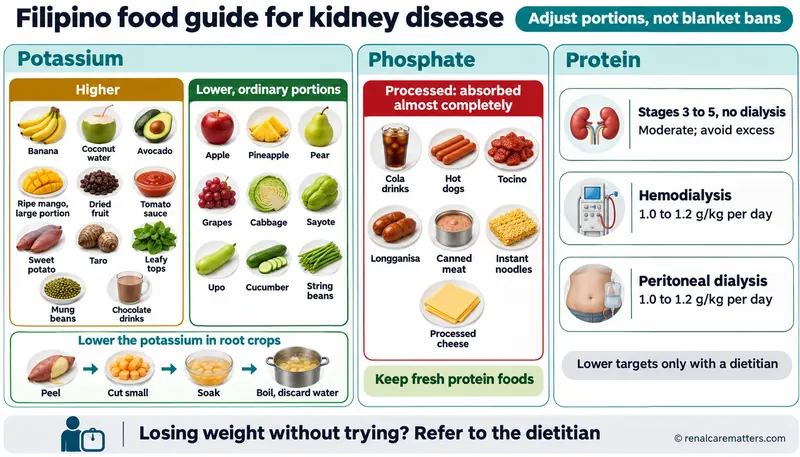 Filipino food guide for kidney disease
Adjust portions, not blanket bans
Potassium
Higher
Banana
Coconut
water
Avocado
Ripe mango,
large portion
Dried
fruit
Tomato
sauce
Sweet
potato
Taro
Leafy
tops
Mung
beans
Chocolate
drinks
Lower, ordinary portions
Apple
Pineapple
Pear
Grapes
Cabbage
Sayote
Upo
Cucumber
String
beans
Lower the potassium in root crops
Peel
Cut small
Soak
Boil, discard water
Phosphate
Processed: absorbed
almost completely
Cola
drinks
Hot
dogs
Tocino
Longganisa
Canned
meat
Instant
noodles
Processed
cheese
Keep fresh protein foods
Protein
Stages 3 to 5, no dialysis
Moderate; avoid excess
Hemodialysis
1.0 to 1.2 g/kg per day
Peritoneal dialysis
1.0 to 1.2 g/kg per day
Lower targets only with a dietitian
Losing weight without trying? Refer to the dietitian
© renalcarematters.com